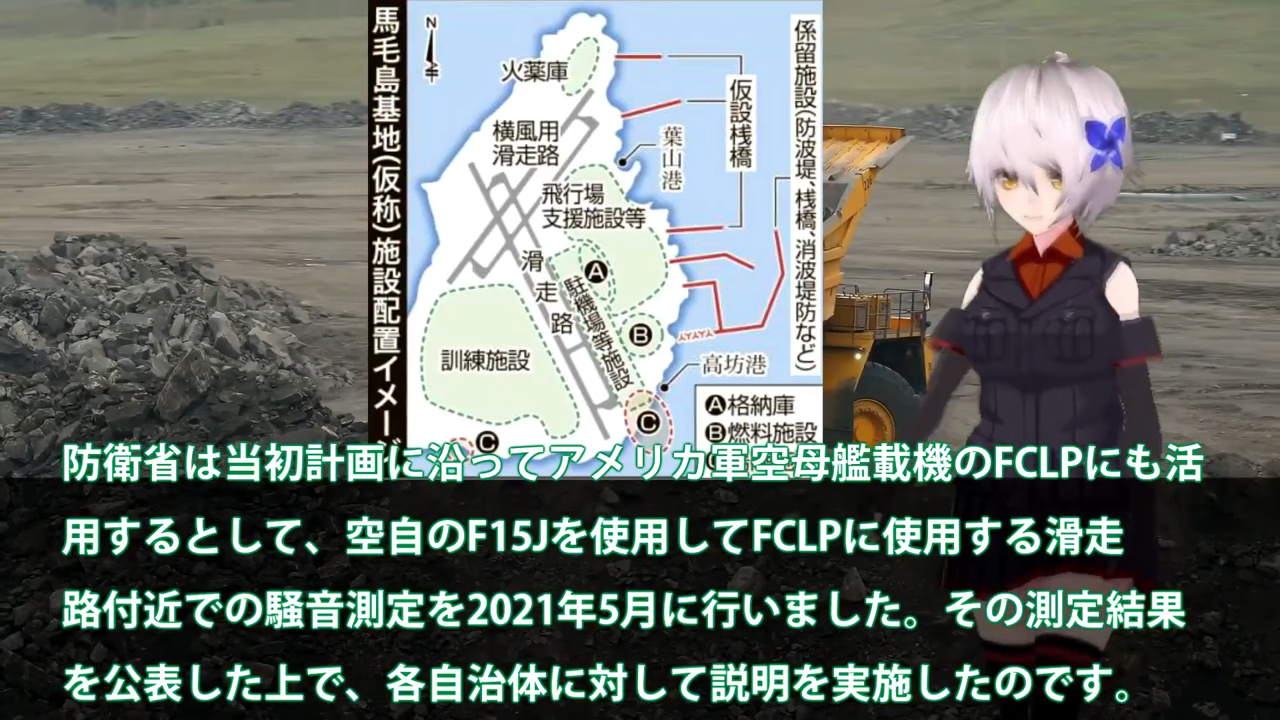 馬毛島基地(仮称)施設配置イメージ
N
火薬庫
横風用
滑走路
葉山港
仮設桟橋
係留施設(防波堤、桟橋、消波堤防など)
飛行場
支援施設等
滑走路
A
駐機場等施設
B
訓練施設
高坊港
C
C
A格納庫
B燃料施設
防衛省は当初計画に沿ってアメリカ軍空母艦載機のFCLPにも活
用するとして、空自のF15Jを使用してFCLPに使用する滑走
路付近での騒音測定を2021年5月に行いました。その測定結果
を公表した上で、各自治体に対して説明を実施したのです。